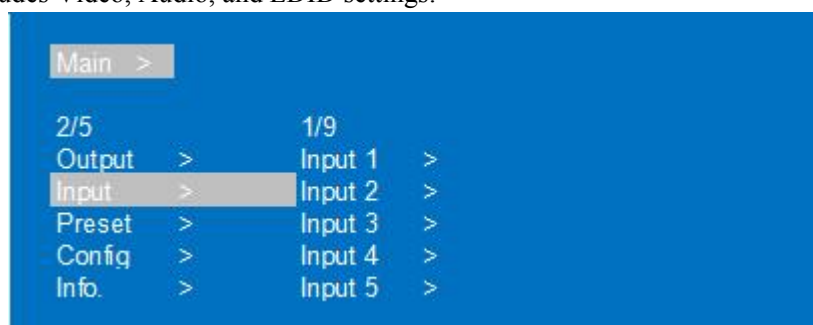 Video, Audio, and EDID settings.
Main >
2/5 1/9
Output > Input 1 >
Input > Input 2 >
Preset > Input 3 >
Config > Input 4 >
Info. > Input 5 >